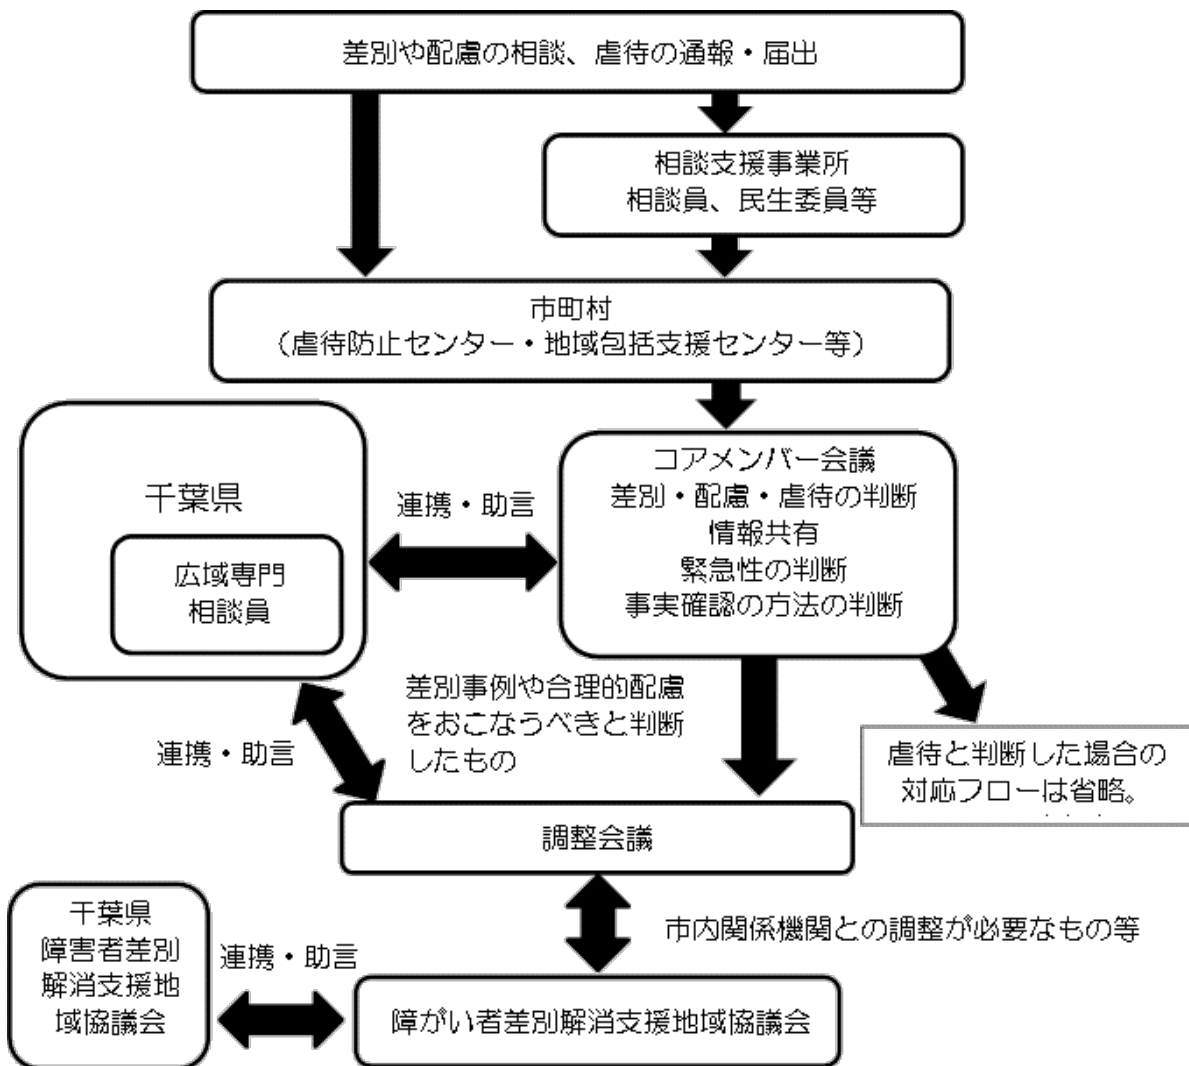 差別や配慮の相談、虐待の通報・届出
相談支援事業所
相談員、民生委員等
市町村
（虐待防止センター・地域包括支援センター等）
千葉県
広域専門
相談員
連携・助言
コアメンバー会議
差別・配慮・虐待の判断
情報共有
緊急性の判断
事実確認の方法の判断
差別事例や合理的配慮
をおこなうべきと判断
したもの
連携・助言
虐待と判断した場合の
対応フローは省略。
調整会議
市内関係機関との調整が必要なもの等
千葉県
障害者差別
解消支援地
域協議会
連携・助言
障がい者差別解消支援地域協議会